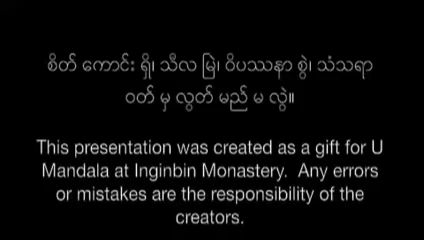 စိတ် ကောင်း ရှိ၊ သီလ မြဲ၊ ဝိပဿနာ စွဲ၊ သံသရာ
ဝတ် မှ လွတ် မည် မ လွဲ။
This presentation was created as a gift for U
Mandala at Inginbin Monastery.  Any errors
or mistakes are the responsibility of the
creators.